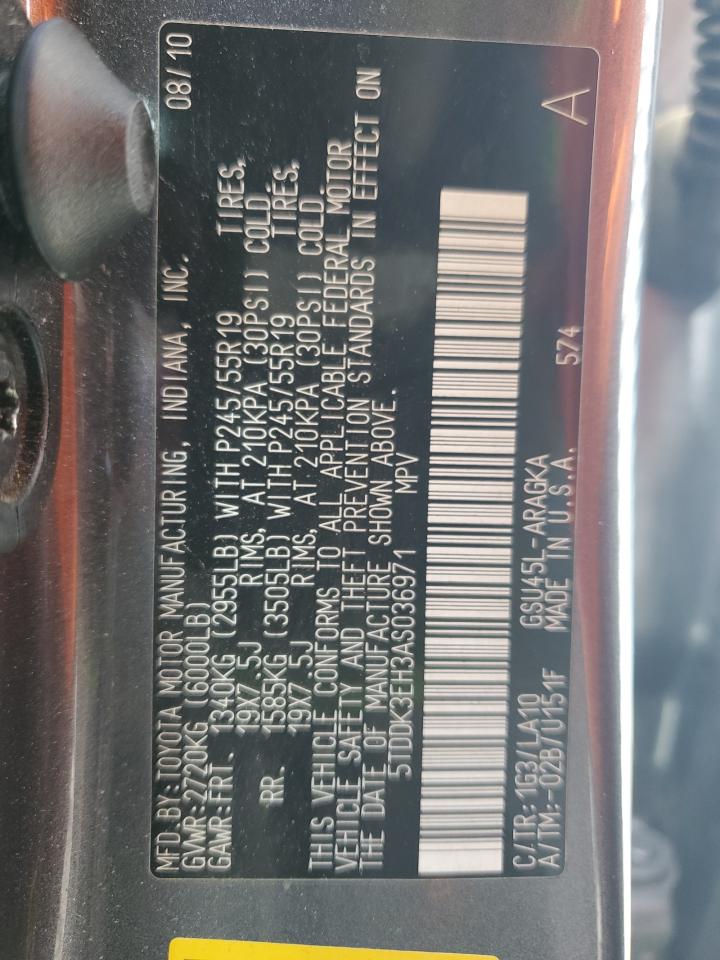 MFD.BY:TOYOTA MOTOR MANUFACTURING, INDIANA, INC. 08/10
GVWR:2720KG (6000LB)
GAWR:FRT. 1340KG (2955LB) WITH P245/55R19 TIRES,
19X7.5J RIMS, AT 210KPA (30PSI) COLD
RR. 1585KG (3505LB) WITH P245/55R19 TIRES,
19X7.5J RIMS, AT 210KPA (30PSI) COLD.
THIS VEHICLE CONFORMS TO ALL APPLICABLE FEDERAL MOTOR
VEHICLE SAFETY AND THEFT PREVENTION STANDARDS IN EFFECT ON
THE DATE OF MANUFACTURE SHOWN ABOVE.
5TDDK3EH3AS036971 MPV
C/TR: 1G3/LA10 GSU45L-ARAGKA
A/TM:-02B/U151F MADE IN U.S.A. 574 A